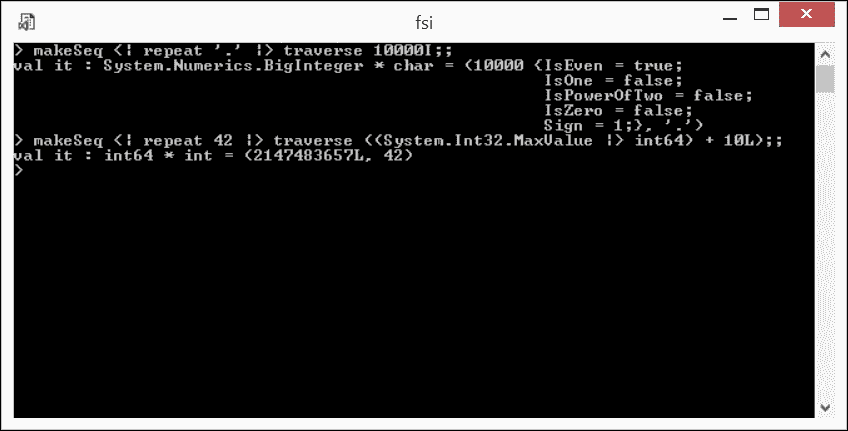 fsi
> makeSeq <| repeat '.' |> traverse 10000I;;
val it : System.Numerics.BigInteger * char = (10000 {IsEven = true;
IsOne = false;
IsPowerOfTwo = false;
IsZero = false;
Sign = 1;}, '.')
> makeSeq <| repeat 42 |> traverse ((System.Int32.MaxValue |> int64) + 10L);;
val it : int64 * int = (2147483657L, 42)
>